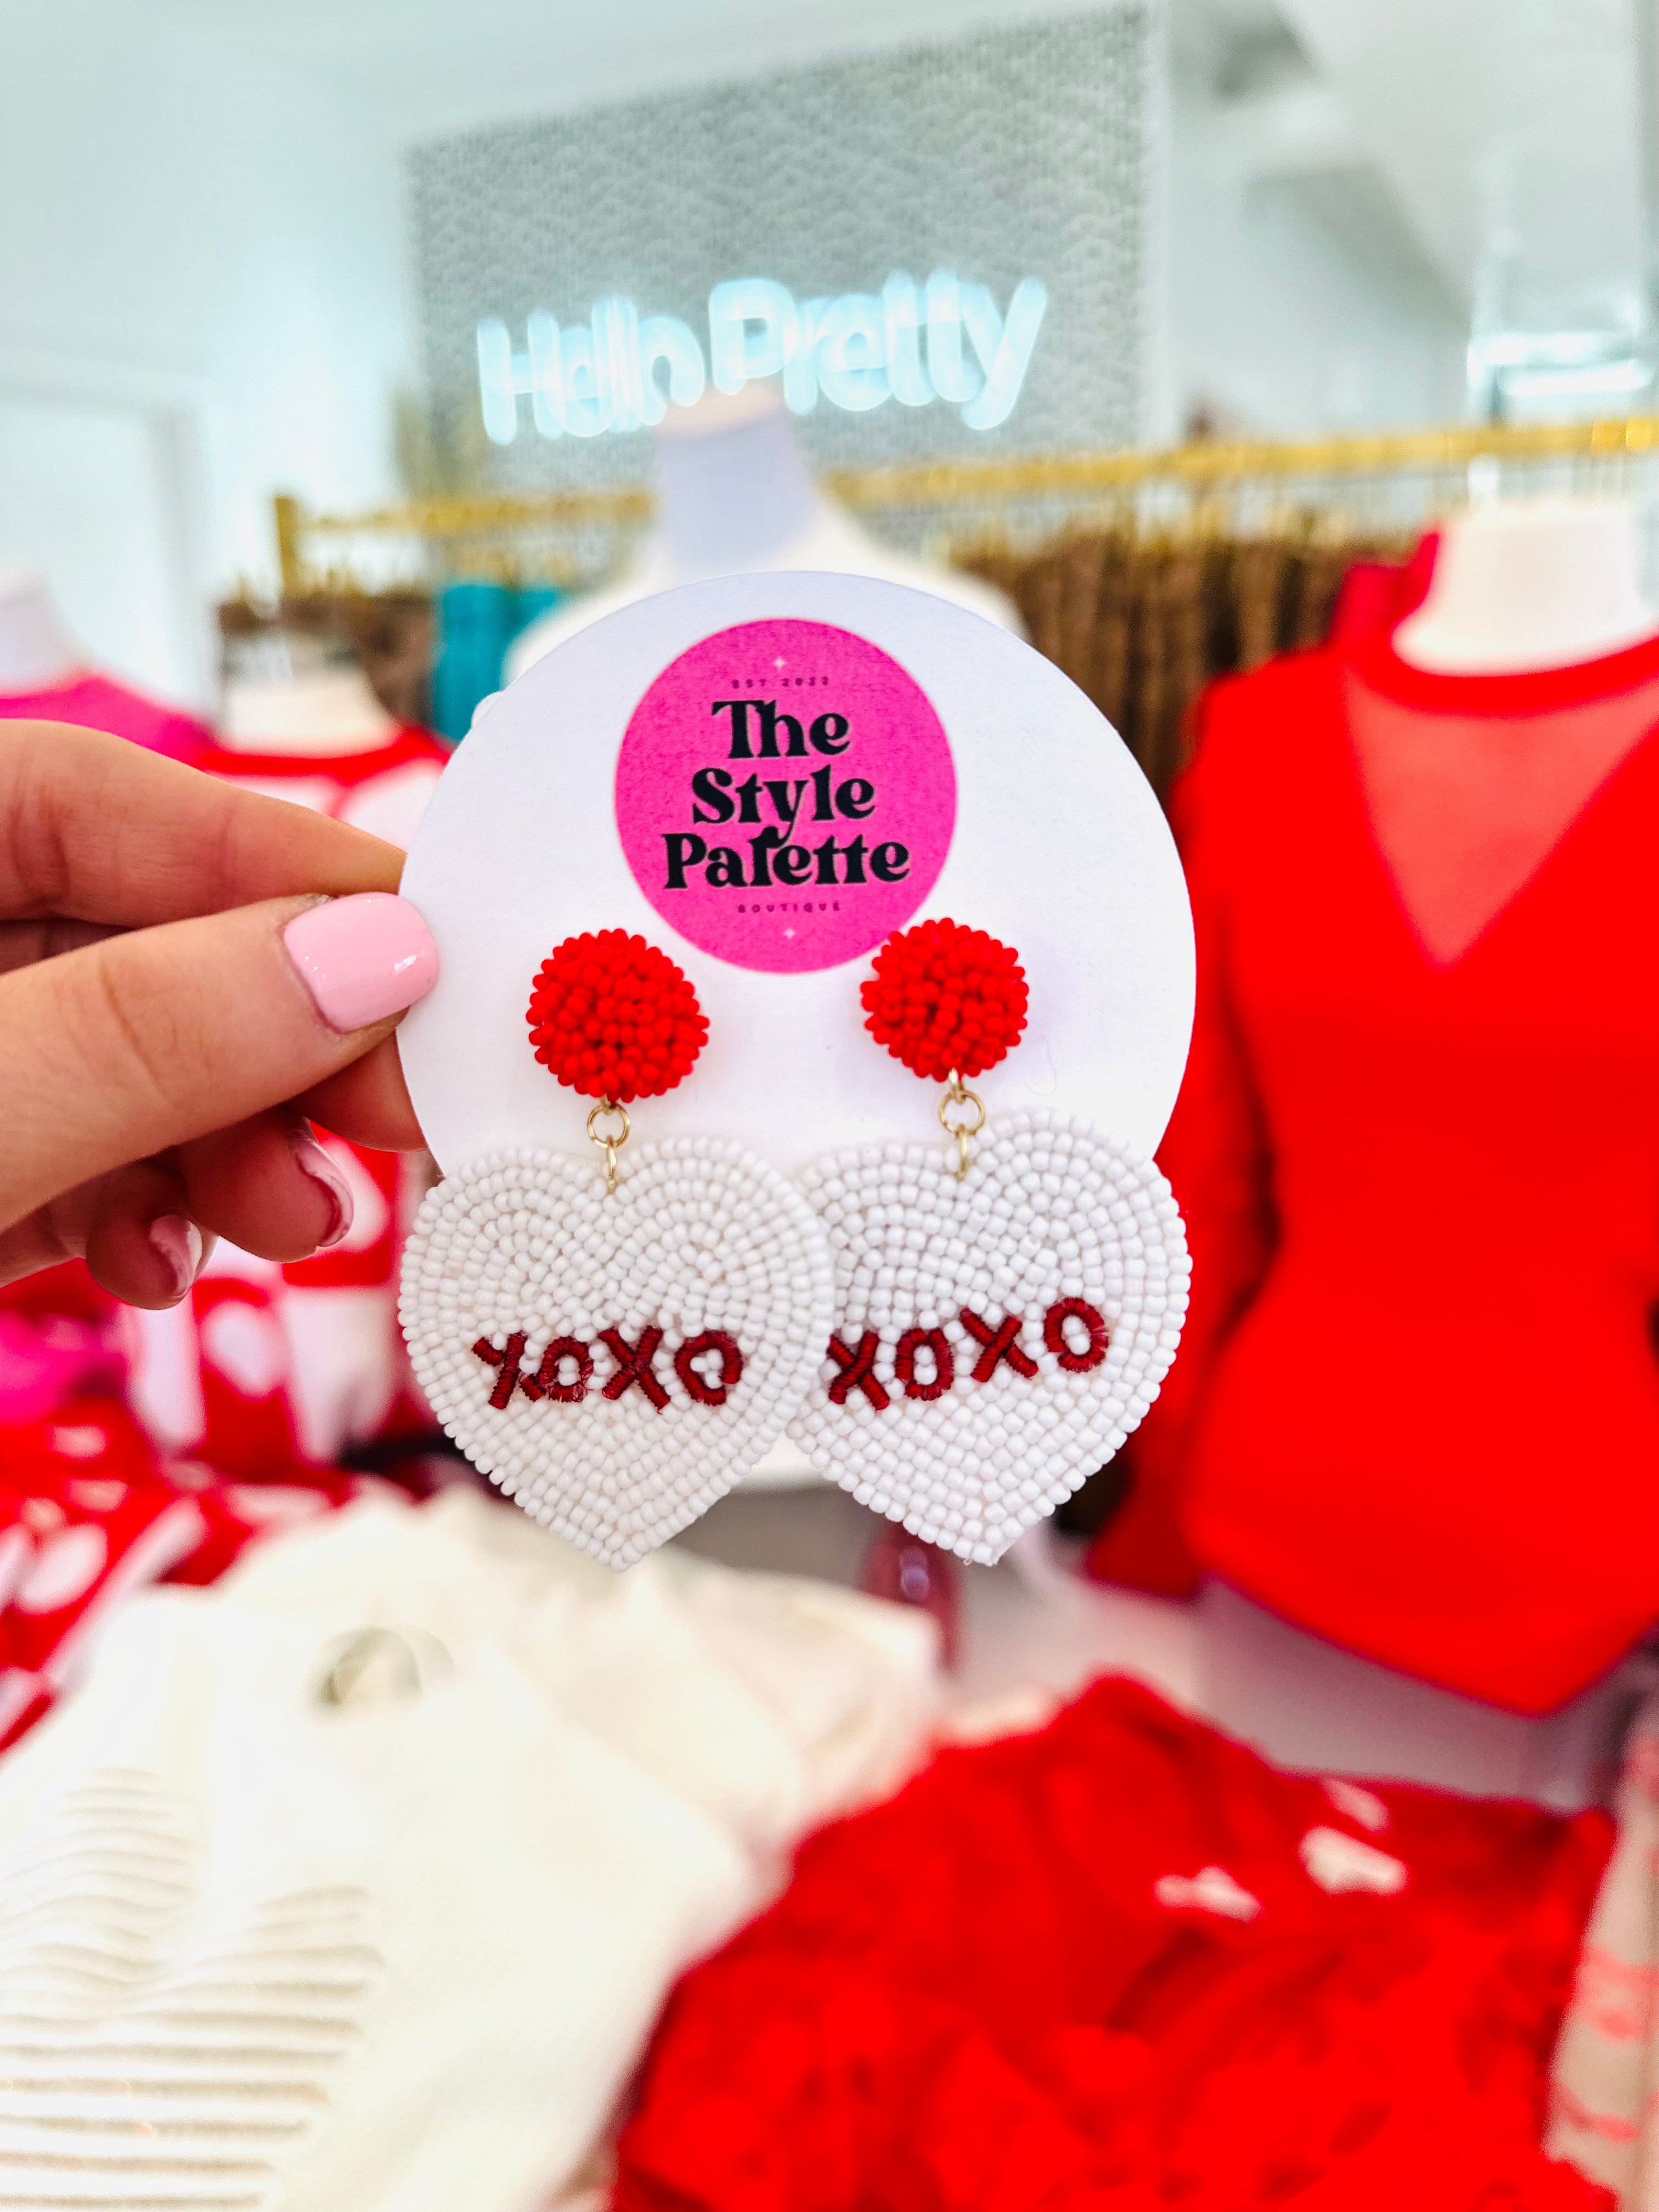 Hello Pretty
EST 2022
The
Style
Palette
BOUTIQUE
XOXO
XOXO